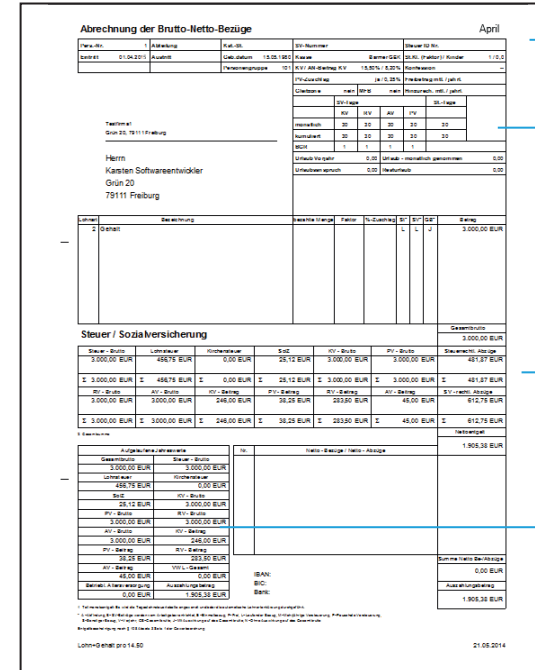 Abrechnung der Brutto-Netto-Bezüge April
Pers.-Nr. 1 Abteilung Kst.-St. SV-Nummer Steuer ID Nr.
Eintritt 01.04.2011 Austritt Geb.datum 15.05.1980 Kasse Barmer GEK St.Kl. (Faktor) / Kinder 1 / 0,0
Personengruppe 101 KV / AN-Beitrag KV 15,50% / 8,20% Konfession --
PV-Zuschlag ja / 0,25% Freibetrag mtl. / jährl.
Gleitzone nein MFB nein Hinzurech. mtl. / jährl.
SV-Tage St.-Tage
KV RV AV PV
monatlich 30 30 30 30 30
kumuliert 30 30 30 30 30
BGR 1 1 1 1
Urlaub Vorjahr 0,00 Urlaub - monatlich genommen 0,00
Urlaubsanspruch 0,00 Resturlaub 0,00
Testfirma1
Grün 20, 79111 Freiburg
Herrn
Karsten Softwareentwickler
Grün 20
79111 Freiburg
Lohnart Bezeichnung bezahlte Menge Faktor %-Zuschlag St* SV* GB* Betrag
2 Gehalt L L J 3.000,00 EUR
Gesamtbrutto
Steuer / Sozialversicherung 3.000,00 EUR
Steuer - Brutto Lohnsteuer Kirchensteuer SolZ KV - Brutto PV - Brutto Steuerrechtl. Abzüge
3.000,00 EUR 456,75 EUR 0,00 EUR 25,12 EUR 3.000,00 EUR 3.000,00 EUR 481,87 EUR
Σ 3.000,00 EUR Σ 456,75 EUR Σ 0,00 EUR Σ 25,12 EUR Σ 3.000,00 EUR Σ 3.000,00 EUR Σ 481,87 EUR
RV - Brutto AV - Brutto KV - Beitrag PV - Beitrag RV - Beitrag AV - Beitrag SV - rechtl. Abzüge
3.000,00 EUR 3.000,00 EUR 246,00 EUR 38,25 EUR 283,50 EUR 45,00 EUR 612,75 EUR
Σ 3.000,00 EUR Σ 3.000,00 EUR Σ 246,00 EUR Σ 38,25 EUR Σ 283,50 EUR Σ 45,00 EUR Σ 612,75 EUR
Nettoentgelt
1.905,38 EUR
Aufgelaufene Jahreswerte Nr. Netto - Bezüge / Netto - Abzüge
Gesamtbrutto Steuer - Brutto
3.000,00 EUR 3.000,00 EUR
Lohnsteuer Kirchensteuer
456,75 EUR 0,00 EUR
SolZ KV - Brutto
25,12 EUR 3.000,00 EUR
PV - Brutto RV - Brutto
3.000,00 EUR 3.000,00 EUR
AV - Brutto KV - Beitrag
3.000,00 EUR 246,00 EUR
PV - Beitrag RV - Beitrag
38,25 EUR 283,50 EUR
AV - Beitrag VWL - Gesamt
45,00 EUR 0,00 EUR
Betriebl. Altersversorgung Auszahlungsbetrag
0,00 EUR 1.905,38 EUR
Summe Netto Be-/Abzüge
0,00 EUR
IBAN:
BIC:
Bank:
Auszahlungsbetrag
1.905,38 EUR
Lohn+Gehalt pro 14.50 21.05.2014